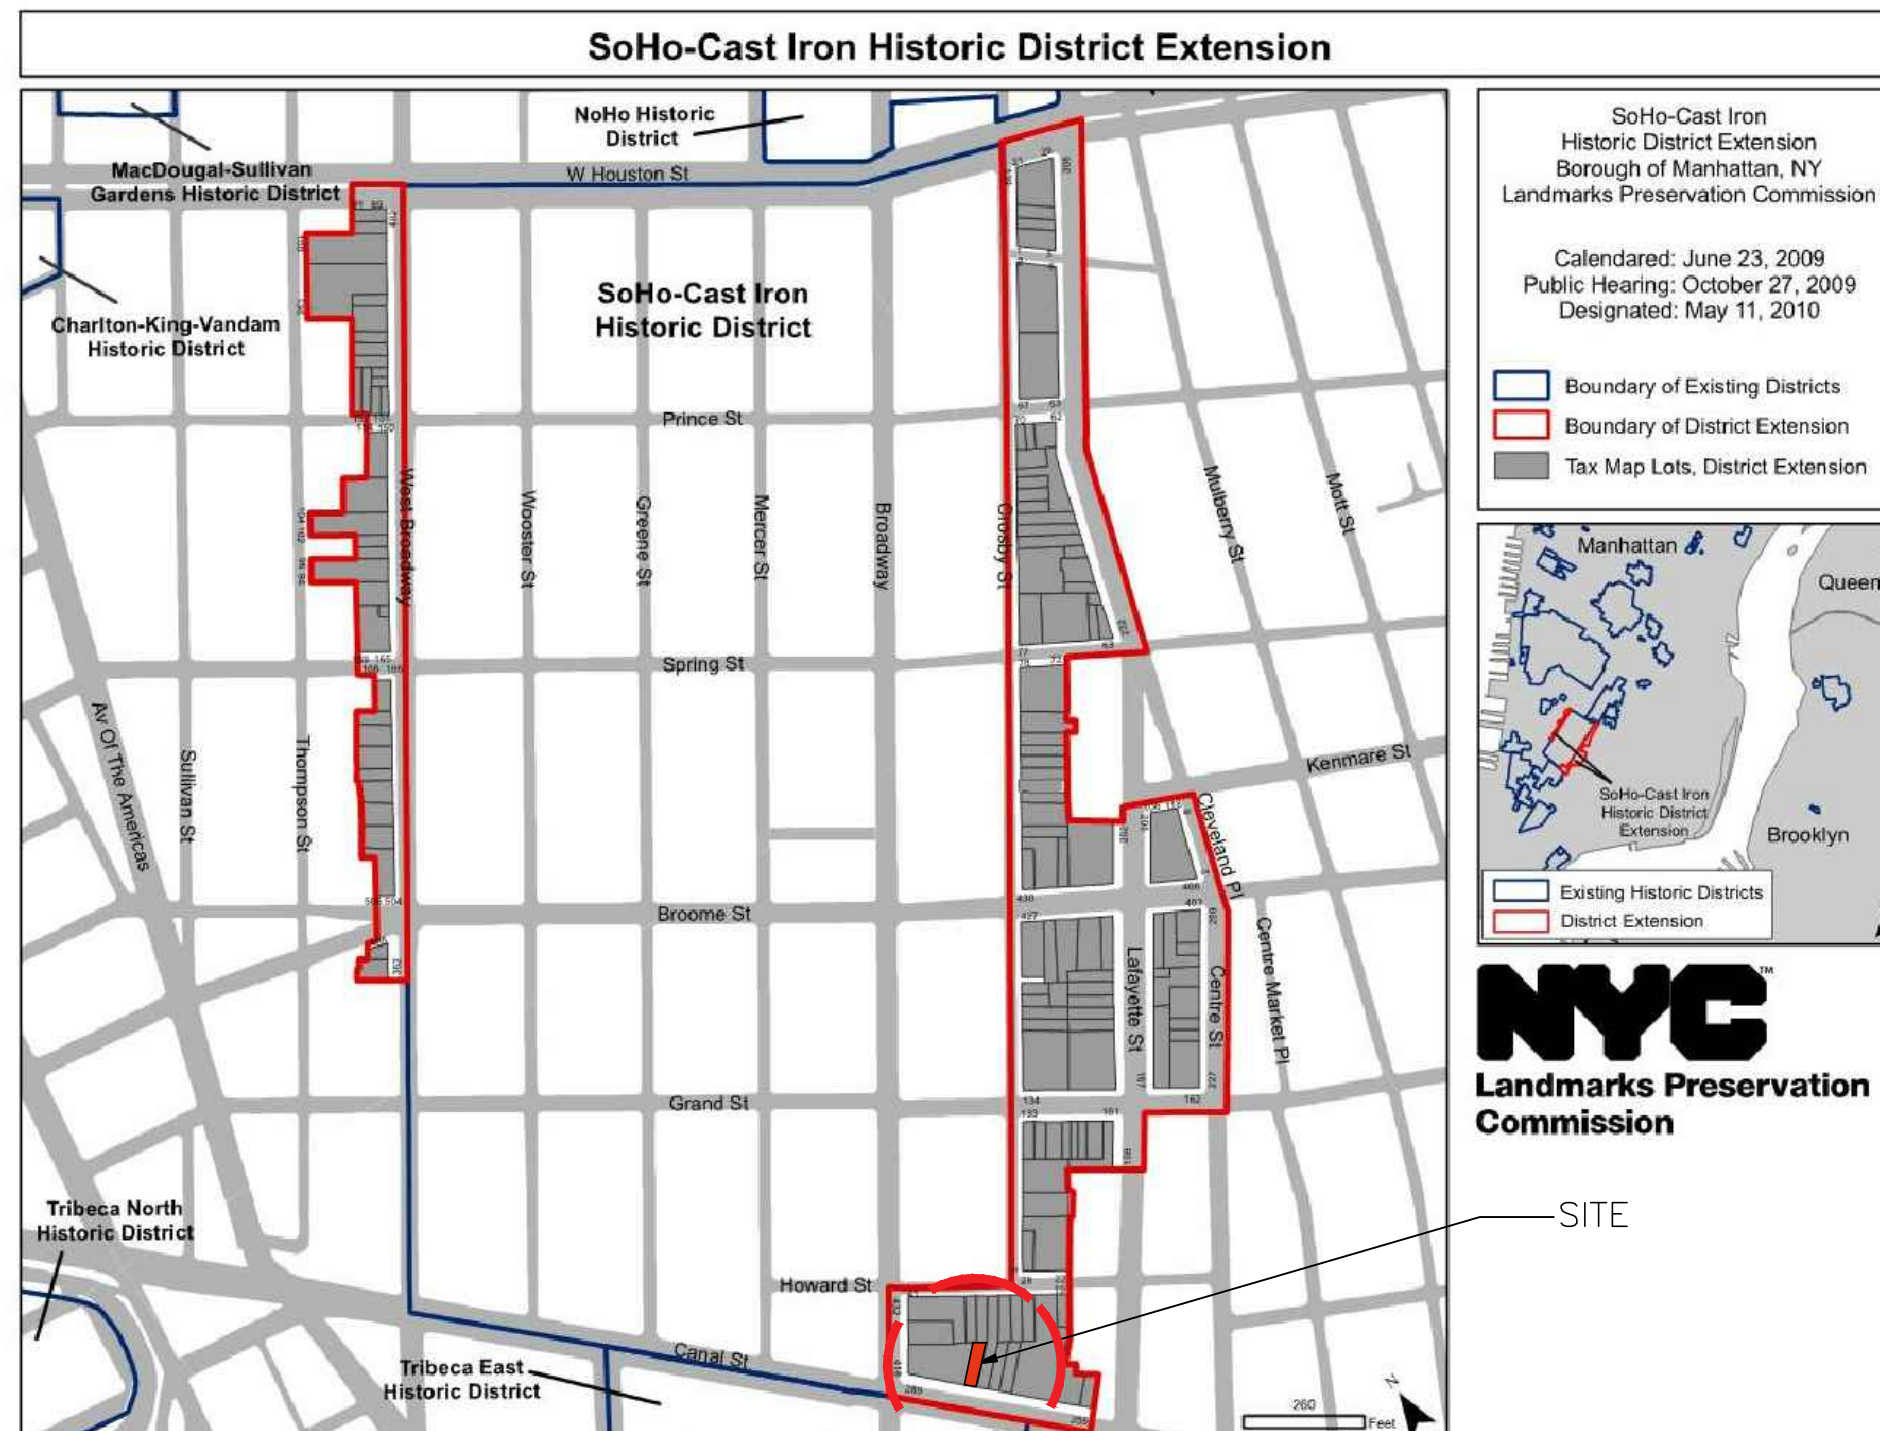 SoHo-Cast Iron Historic District Extension
NoHo Historic
District
MacDougal-Sullivan
Gardens Historic District
W Houston St
Charlton-King-Vandam
Historic District
SoHo-Cast Iron
Historic District
Prince St
West Broadway
Wooster St
Greene St
Mercer St
Broadway
Crosby St
Mulberry St
Mott St
Spring St
Av Of The Americas
Sullivan St
Thompson St
Kenmare St
Cleveland Pl
Broome St
Lafayette St
Centre St
Centre Market Pl
Grand St
Tribeca North
Historic District
Howard St
Canal St
Tribeca East
Historic District
260
Feet
N
SoHo-Cast Iron
Historic District Extension
Borough of Manhattan, NY
Landmarks Preservation Commission
Calendared: June 23, 2009
Public Hearing: October 27, 2009
Designated: May 11, 2010
Boundary of Existing Districts
Boundary of District Extension
Tax Map Lots, District Extension
Manhattan
Queen
SoHo-Cast Iron
Historic District
Extension
Brooklyn
Existing Historic Districts
District Extension
NYC™
Landmarks Preservation
Commission
SITE